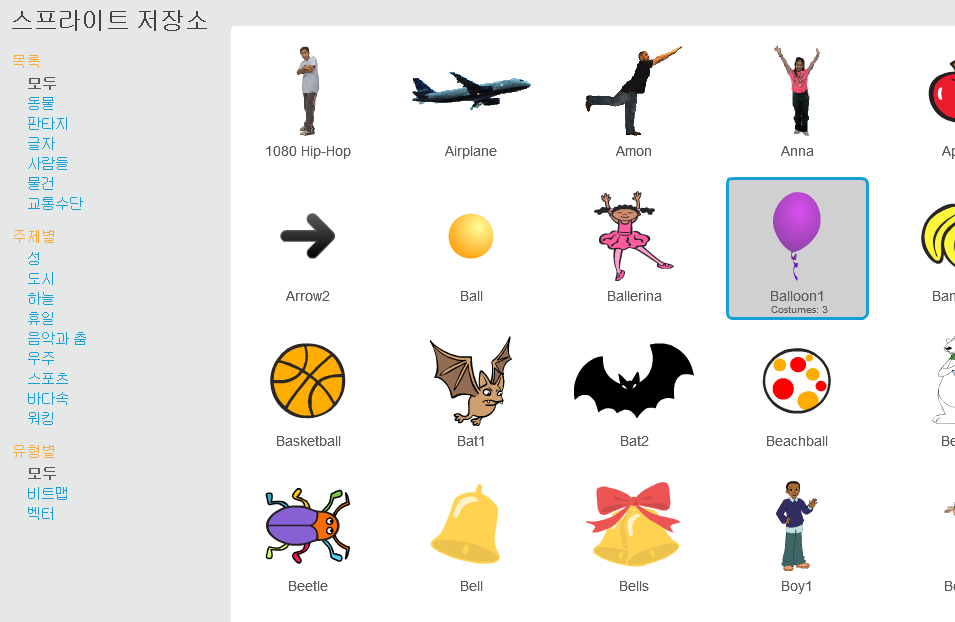 스프라이트 저장소
목록
모두
동물
판타지
글자
사람들
물건
교통수단
주제별
성
도시
하늘
휴일
음악과 춤
우주
스포츠
바다속
워킹
유형별
모두
비트맵
벡터
1080 Hip-Hop
Airplane
Amon
Anna
Arrow2
Ball
Ballerina
Balloon1
Costumes: 3
Basketball
Bat1
Bat2
Beachball
Beetle
Bell
Bells
Boy1